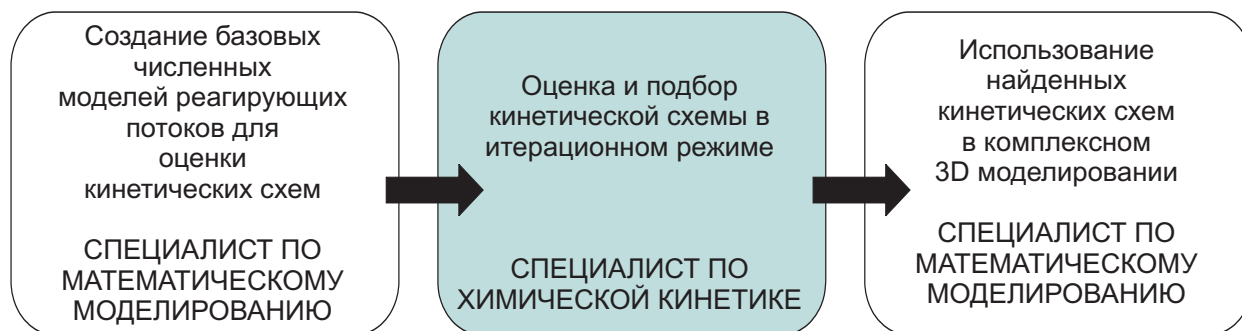 Создание базовых
численных
моделей реагирующих
потоков для
оценки
кинетических схем
СПЕЦИАЛИСТ ПО
МАТЕМАТИЧЕСКОМУ
МОДЕЛИРОВАНИЮ
Оценка и подбор
кинетической схемы в
итерационном режиме
СПЕЦИАЛИСТ ПО
ХИМИЧЕСКОЙ КИНЕТИКЕ
Использование
найденных
кинетических схем
в комплексном
3D моделировании
СПЕЦИАЛИСТ ПО
МАТЕМАТИЧЕСКОМУ
МОДЕЛИРОВАНИЮ